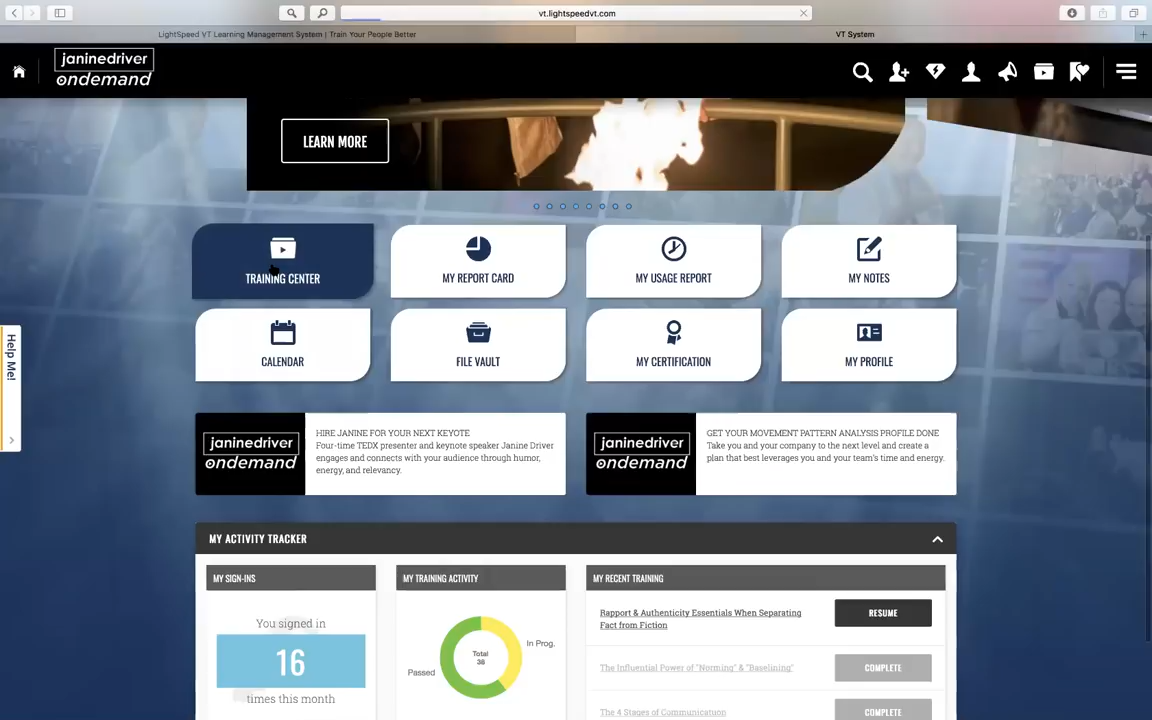 vt.lightspeedvt.com
LightSpeed VT Learning Management System | Train Your People Better
VT System
janinedriver
ondemand
LEARN MORE
TRAINING CENTER
MY REPORT CARD
MY USAGE REPORT
MY NOTES
CALENDAR
FILE VAULT
MY CERTIFICATION
MY PROFILE
Help Me!
janinedriver
ondemand
HIRE JANINE FOR YOUR NEXT KEYOTE
Four-time TEDX presenter and keynote speaker Janine Driver
engages and connects with your audience through humor,
energy, and relevancy.
janinedriver
ondemand
GET YOUR MOVEMENT PATTERN ANALYSIS PROFILE DONE
Take you and your company to the next level and create a
plan that best leverages you and your team's time and energy.
MY ACTIVITY TRACKER
MY SIGN-INS
You signed in
16
times this month
MY TRAINING ACTIVITY
In Prog.
Total
38
Passed
MY RECENT TRAINING
Rapport & Authenticity Essentials When Separating
Fact from Fiction
RESUME
The Influential Power of "Norming" & "Baselining"
COMPLETE
The 4 Stages of Communication
COMPLETE